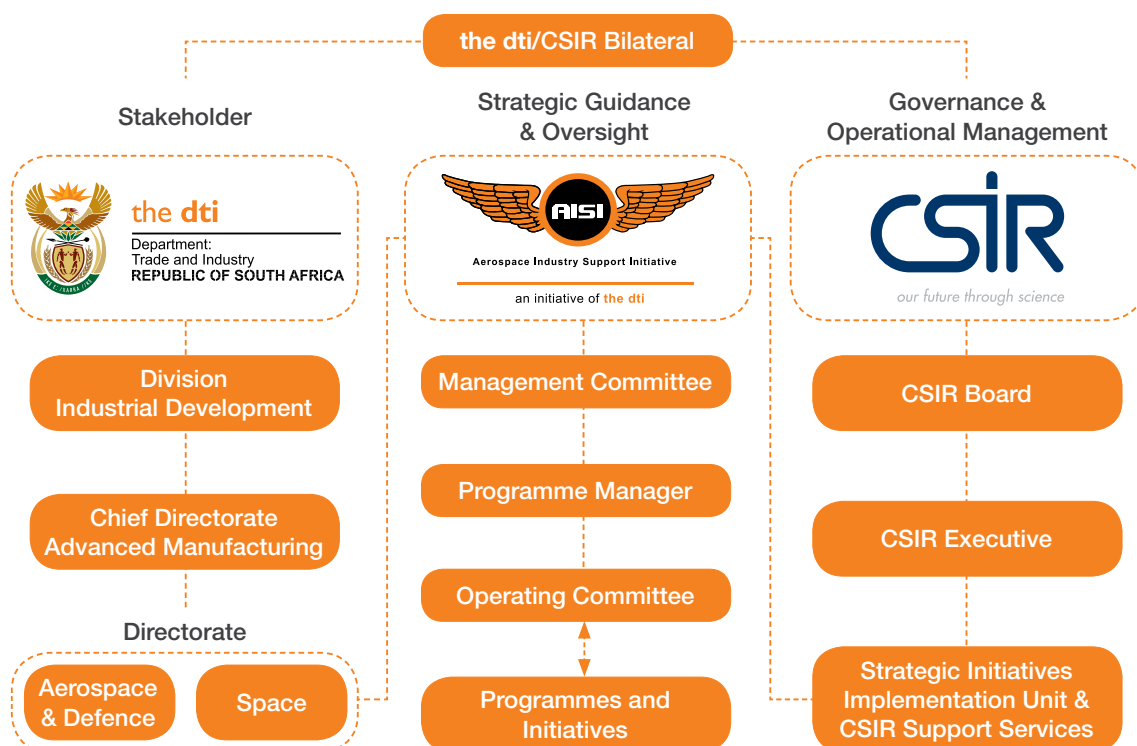 the dti/CSIR Bilateral
Stakeholder
the dti
Department:
Trade and Industry
REPUBLIC OF SOUTH AFRICA
Division
Industrial Development
Chief Directorate
Advanced Manufacturing
Directorate
Aerospace
& Defence
Space
Strategic Guidance
& Oversight
AISI
Aerospace Industry Support Initiative
an initiative of the dti
Management Committee
Programme Manager
Operating Committee
Programmes and
Initiatives
Governance &
Operational Management
CSIR
our future through science
CSIR Board
CSIR Executive
Strategic Initiatives
Implementation Unit &
CSIR Support Services